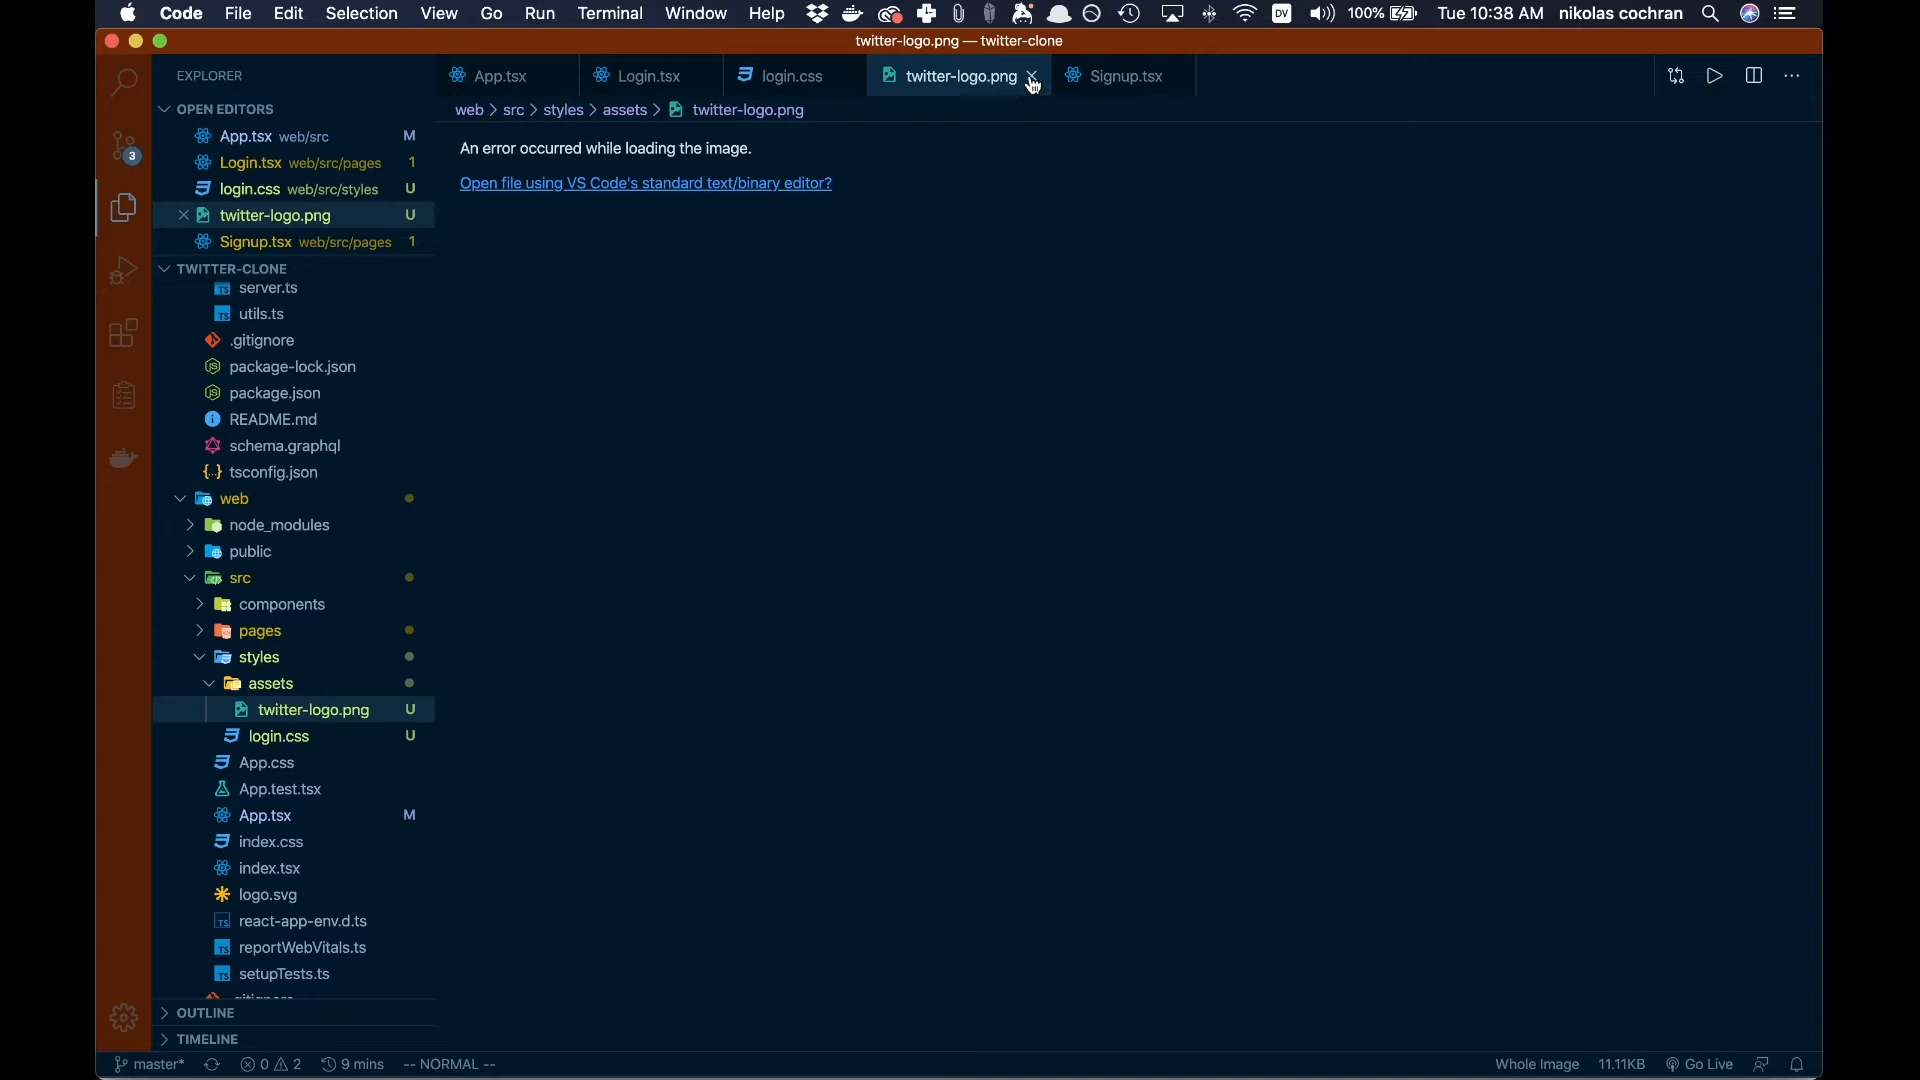 Code File Edit Selection View Go Run Terminal Window Help DV 100% Tue 10:38 AM nikolas cochran
twitter-logo.png — twitter-clone
EXPLORER
App.tsx Login.tsx login.css twitter-logo.png Signup.tsx
OPEN EDITORS
web > src > styles > assets > twitter-logo.png
App.tsx web/src M
An error occurred while loading the image.
Login.tsx web/src/pages 1
3
Open file using VS Code's standard text/binary editor?
login.css web/src/styles U
twitter-logo.png U
Signup.tsx web/src/pages 1
TWITTER-CLONE
TS server.ts
TS utils.ts
.gitignore
package-lock.json
package.json
README.md
schema.graphql
tsconfig.json
web
node_modules
public
src
components
pages
styles
assets
twitter-logo.png U
login.css U
App.css
App.test.tsx
App.tsx M
index.css
index.tsx
logo.svg
TS react-app-env.d.ts
TS reportWebVitals.ts
TS setupTests.ts
OUTLINE
TIMELINE
master* 0 2 9 mins -- NORMAL -- Whole Image 11.11KB Go Live